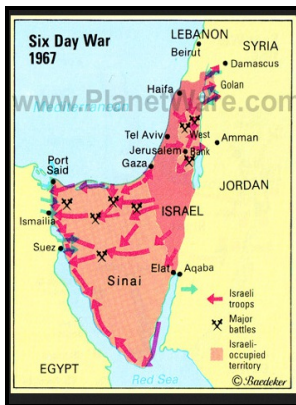 Six Day War
1967
LEBANON
Beirut
SYRIA
Damascus
Haifa
Golan
Mediterranean
www.PlanetWare.com
Tel Aviv
West
Bank
Amman
Jerusalem
Gaza
Port
Said
JORDAN
ISRAEL
Ismailia
Suez
Elat
Aqaba
Sinai
Israeli
troops
Major
battles
Israeli-
occupied
territory
EGYPT
Red Sea
© Baedeker